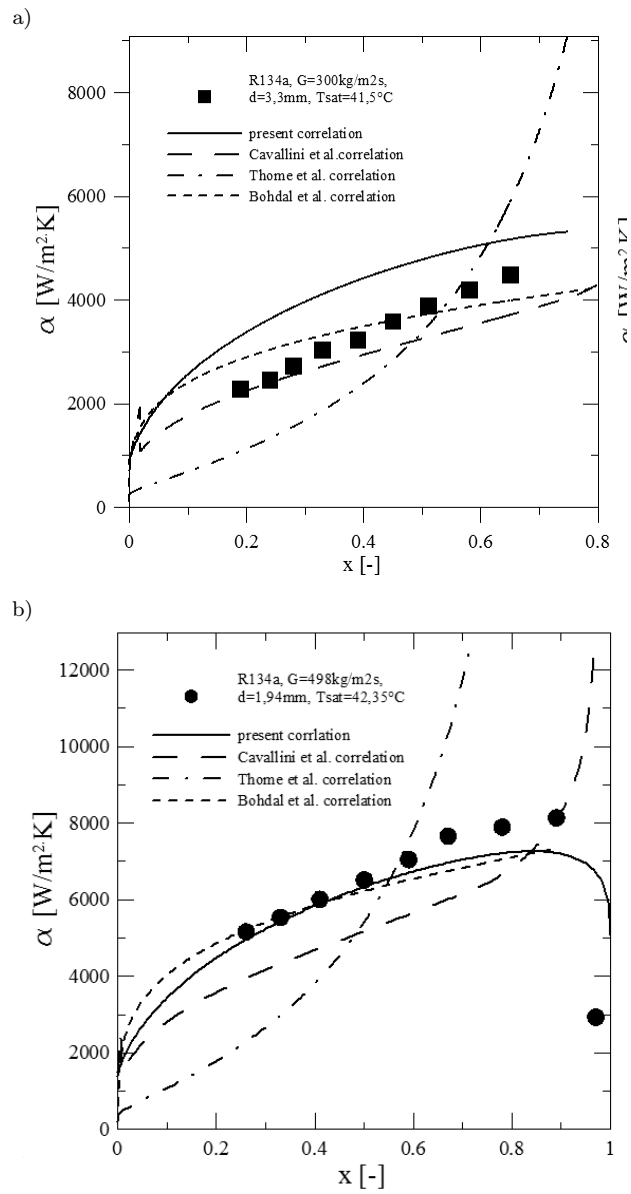 a)
R134a, G=300kg/m2s,
d=3,3mm, Tsat=41,5°C
present correlation
Cavallini et al.correlation
Thome et al. correlation
Bohdal et al. correlation
8000
6000
4000
2000
0
α [W/m²·K]
0
0.2
0.4
0.6
0.8
x [-]
α [W/m²K]
b)
R134a, G=498kg/m2s,
d=1,94mm, Tsat=42,35°C
present corrlation
Cavallini et al. correlation
Thome et al. correlation
Bohdal et al. correlation
12000
10000
8000
6000
4000
2000
0
α [W/m²K]
0
0.2
0.4
0.6
0.8
1
x [-]